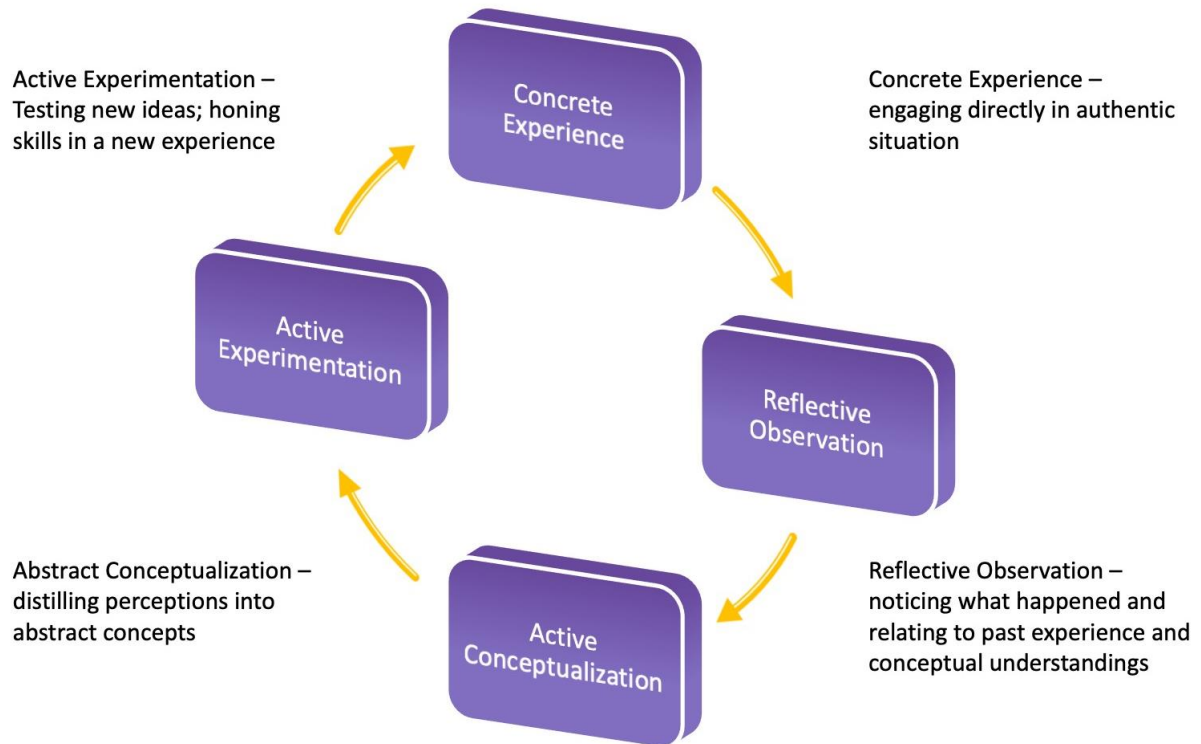 Active Experimentation –
Testing new ideas; honing
skills in a new experience
Concrete
Experience
Concrete Experience –
engaging directly in authentic
situation
Active
Experimentation
Reflective
Observation
Abstract Conceptualization –
distilling perceptions into
abstract concepts
Active
Conceptualization
Reflective Observation –
noticing what happened and
relating to past experience and
conceptual understandings